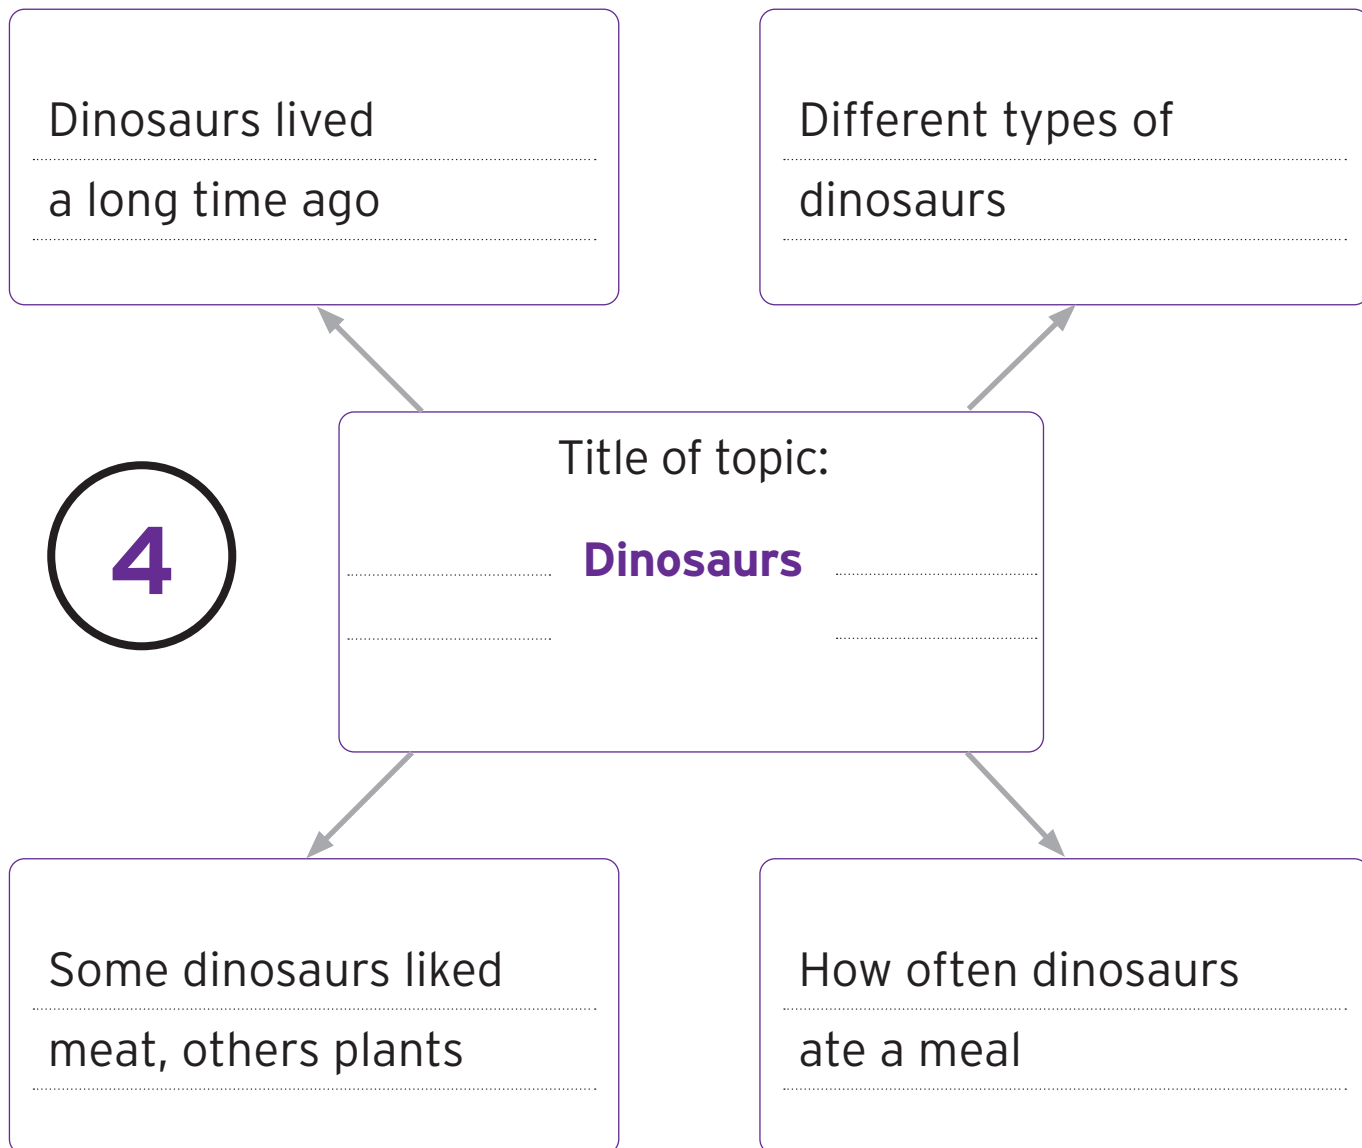 Dinosaurs lived
a long time ago
Different types of
dinosaurs
Title of topic:
Dinosaurs
4
Some dinosaurs liked
meat, others plants
How often dinosaurs
ate a meal